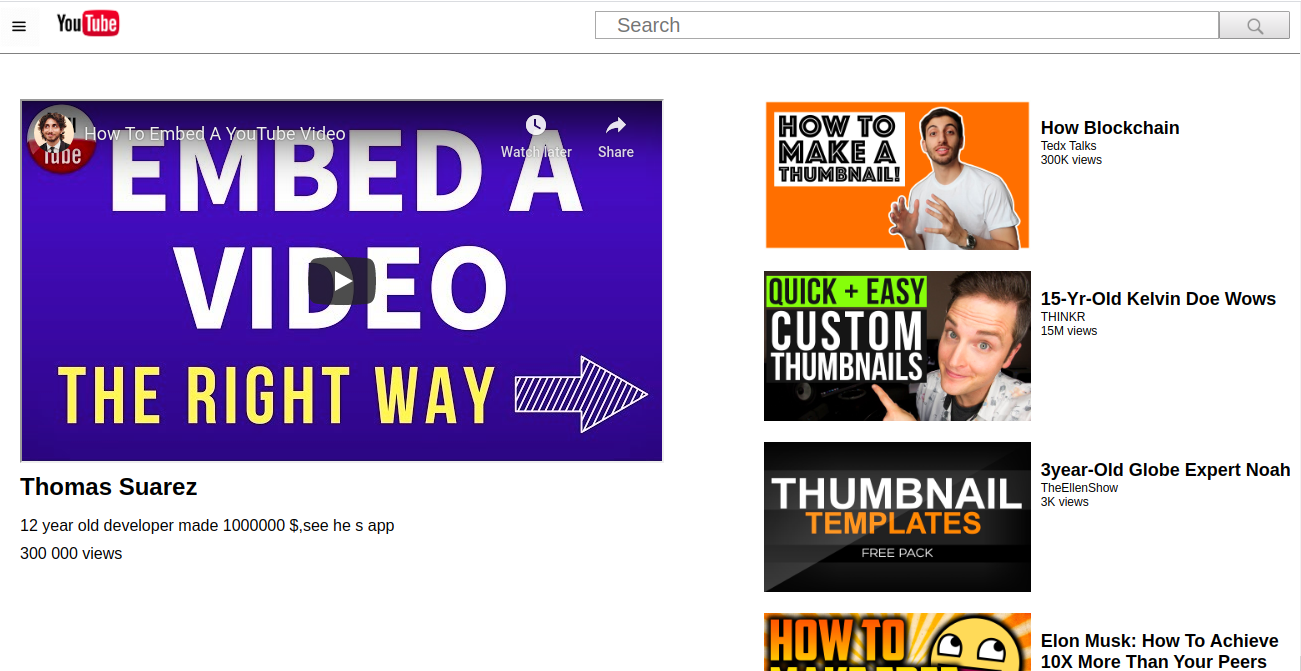 YouTube
Search
How To Embed A YouTube Video
Watch later
Share
EMBED A
VIDEO
THE RIGHT WAY
Thomas Suarez
12 year old developer made 1000000 $,see he s app
300 000 views
HOW TO
MAKE A
THUMBNAIL!
How Blockchain
Tedx Talks
300K views
QUICK + EASY
CUSTOM
THUMBNAILS
15-Yr-Old Kelvin Doe Wows
THINKR
15M views
THUMBNAIL
TEMPLATES
FREE PACK
3year-Old Globe Expert Noah
TheEllenShow
3K views
HOW TO
Elon Musk: How To Achieve
10X More Than Your Peers